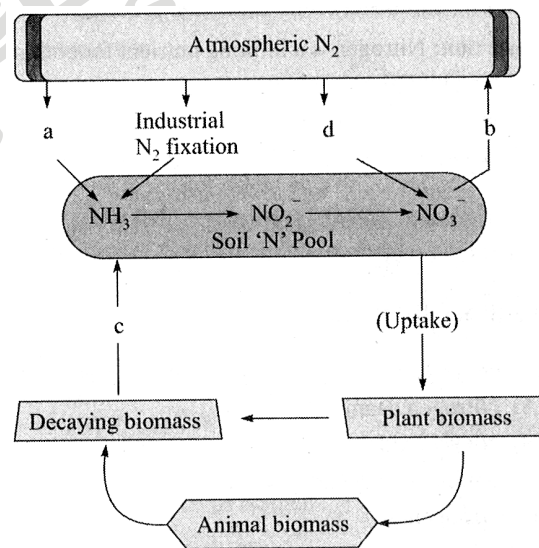 Atmospheric N₂
a
Industrial
N₂ fixation
d
b
NH₃
NO₂⁻
NO₃⁻
Soil ‘N’ Pool
c
(Uptake)
Decaying biomass
Plant biomass
Animal biomass